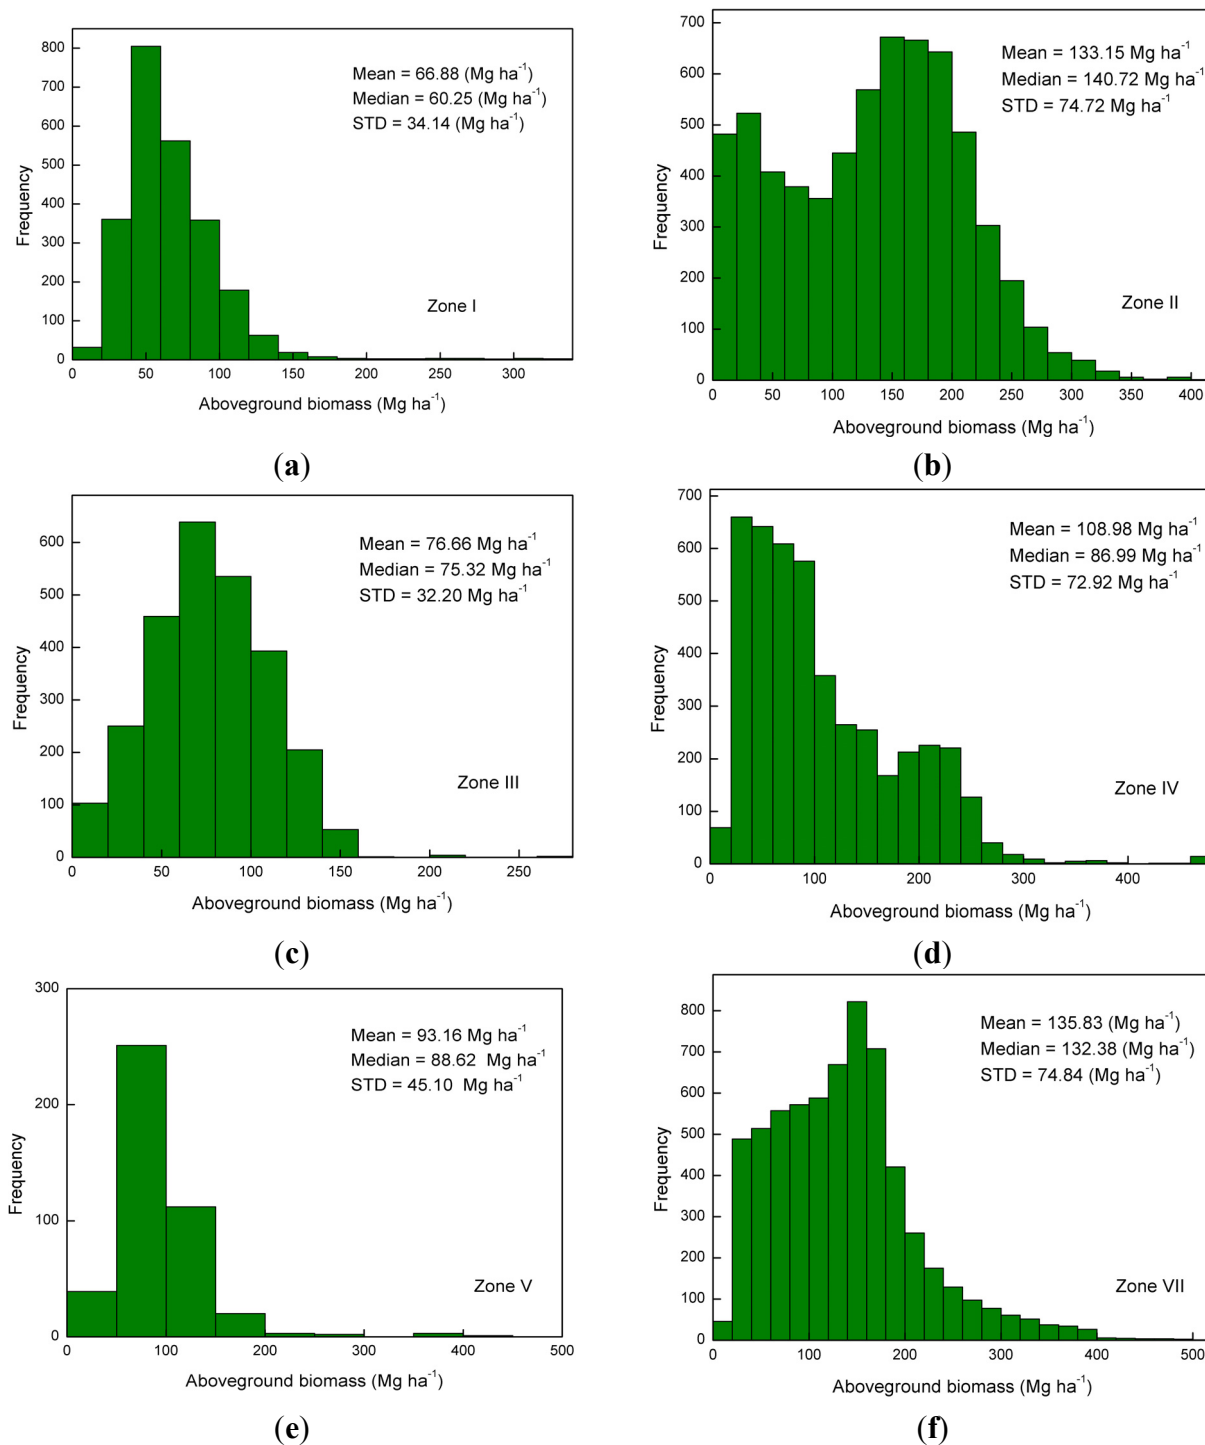 800
700
600
500
400
300
200
100
0
Frequency
Mean = 66.88 (Mg ha⁻¹)
Median = 60.25 (Mg ha⁻¹)
STD = 34.14 (Mg ha⁻¹)
Zone I
0 50 100 150 200 250 300
Aboveground biomass (Mg ha⁻¹)
(a)
700
600
500
400
300
200
100
0
Frequency
Mean = 133.15 Mg ha⁻¹
Median = 140.72 Mg ha⁻¹
STD = 74.72 Mg ha⁻¹
Zone II
0 50 100 150 200 250 300 350 400
Aboveground biomass (Mg ha⁻¹)
(b)
600
500
400
300
200
100
0
Frequency
Mean = 76.66 Mg ha⁻¹
Median = 75.32 Mg ha⁻¹
STD = 32.20 Mg ha⁻¹
Zone III
0 50 100 150 200 250
Aboveground biomass (Mg ha⁻¹)
(c)
700
600
500
400
300
200
100
0
Frequency
Mean = 108.98 Mg ha⁻¹
Median = 86.99 Mg ha⁻¹
STD = 72.92 Mg ha⁻¹
Zone IV
0 100 200 300 400
Aboveground biomass (Mg ha⁻¹)
(d)
300
200
100
0
Frequency
Mean = 93.16 Mg ha⁻¹
Median = 88.62 Mg ha⁻¹
STD = 45.10 Mg ha⁻¹
Zone V
0 100 200 300 400 500
Aboveground biomass (Mg ha⁻¹)
(e)
800
700
600
500
400
300
200
100
0
Frequency
Mean = 135.83 (Mg ha⁻¹)
Median = 132.38 (Mg ha⁻¹)
STD = 74.84 (Mg ha⁻¹)
Zone VII
0 100 200 300 400 500
Aboveground biomass (Mg ha⁻¹)
(f)